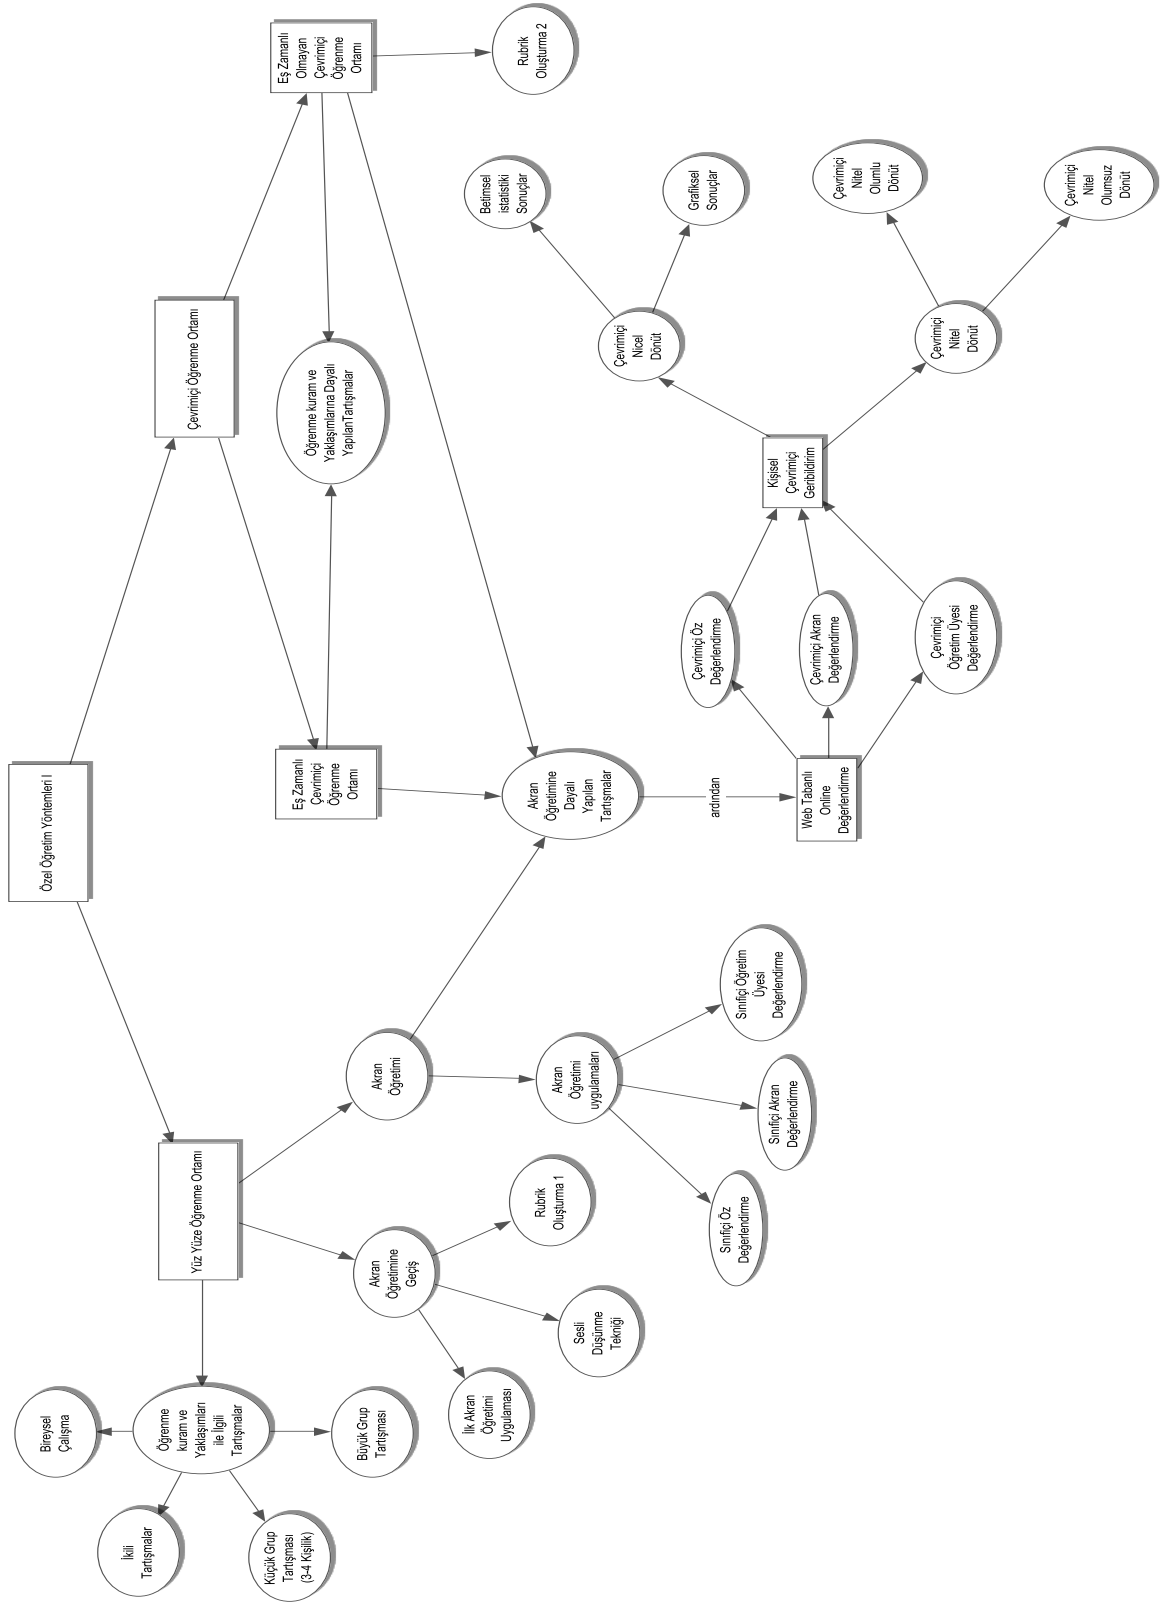 Özel Öğretim Yöntemleri I
Yüz Yüze Öğrenme Ortamı
Çevrimiçi Öğrenme Ortamı
Bireysel
Çalışma
Öğrenme
kuram ve
Yaklaşımları
ile İlgili
Tartışmalar
İkili
Tartışmalar
Küçük Grup
Tartışması
(3-4 Kişilik)
Büyük Grup
Tartışması
Akran
Öğretimine
Geçiş
İlk Akran
Öğretimi
Uygulaması
Sesli
Düşünme
Tekniği
Rubrik
Oluşturma 1
Akran
Öğretimi
Akran
Öğretimi
uygulamaları
Sınıfiçi Öz
Değerlendirme
Sınıfiçi Akran
Değerlendirme
Sınıfiçi Öğretim
Üyesi
Değerlendirme
Eş Zamanlı
Çevrimiçi
Öğrenme
Ortamı
Eş Zamanlı
Olmayan
Çevrimiçi
Öğrenme
Ortamı
Öğrenme kuram ve
Yaklaşımlarına Dayalı
YapılanTartışmalar
Rubrik
Oluşturma 2
Akran
Öğretimine
Dayalı
Yapılan
Tartışmalar
ardından
Web Tabanlı
Online
Değerlendirme
Çevrimiçi Öz
Değerlendirme
Çevrimiçi Akran
Değerlendirme
Çevrimiçi
Öğretim Üyesi
Değerlendirme
Kişisel
Çevrimiçi
Geribildirim
Çevrimiçi
Nicel
Dönüt
Betimsel
istatistiki
Sonuçlar
Grafiksel
Sonuçlar
Çevrimiçi
Nitel
Dönüt
Çevrimiçi
Nitel
Olumlu
Dönüt
Çevrimiçi
Nitel
Olumsuz
Dönüt